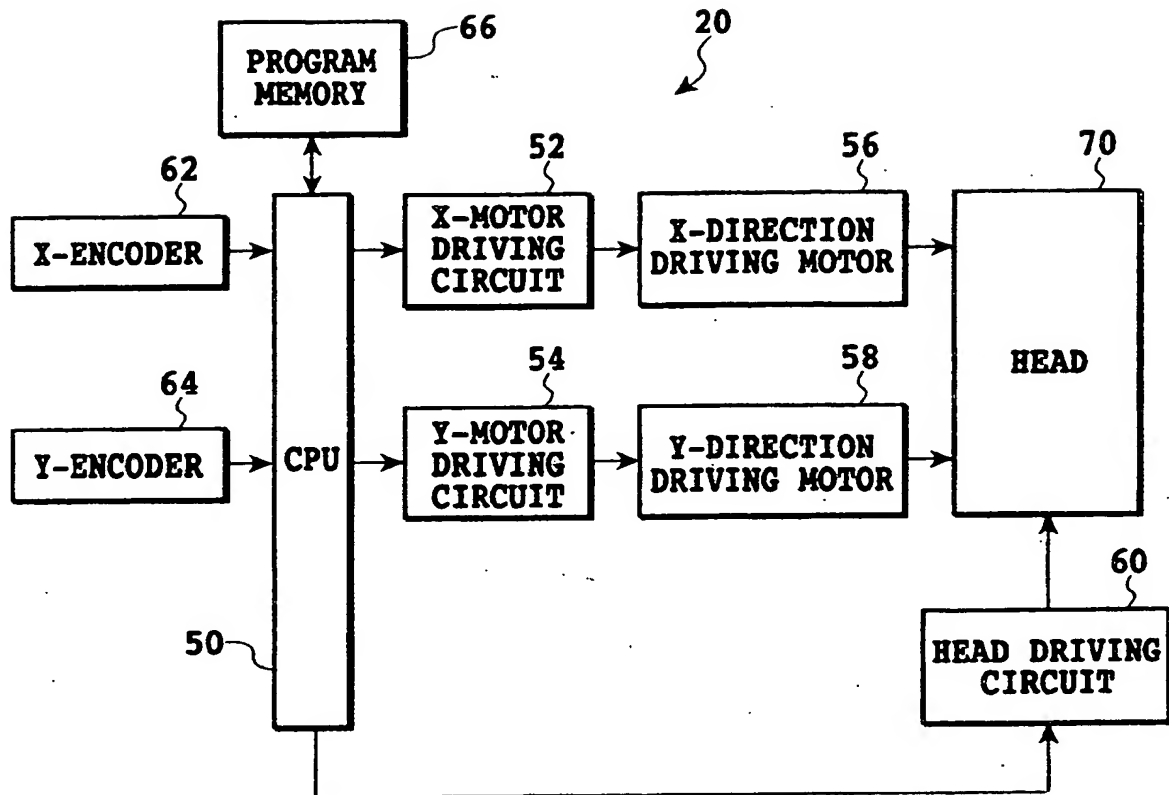 20
66
PROGRAM
MEMORY
62
52
56
70
X-ENCODER
X-MOTOR
DRIVING
CIRCUIT
X-DIRECTION
DRIVING MOTOR
HEAD
64
54
58
Y-ENCODER
CPU
Y-MOTOR
DRIVING
CIRCUIT
Y-DIRECTION
DRIVING MOTOR
50
60
HEAD DRIVING
CIRCUIT